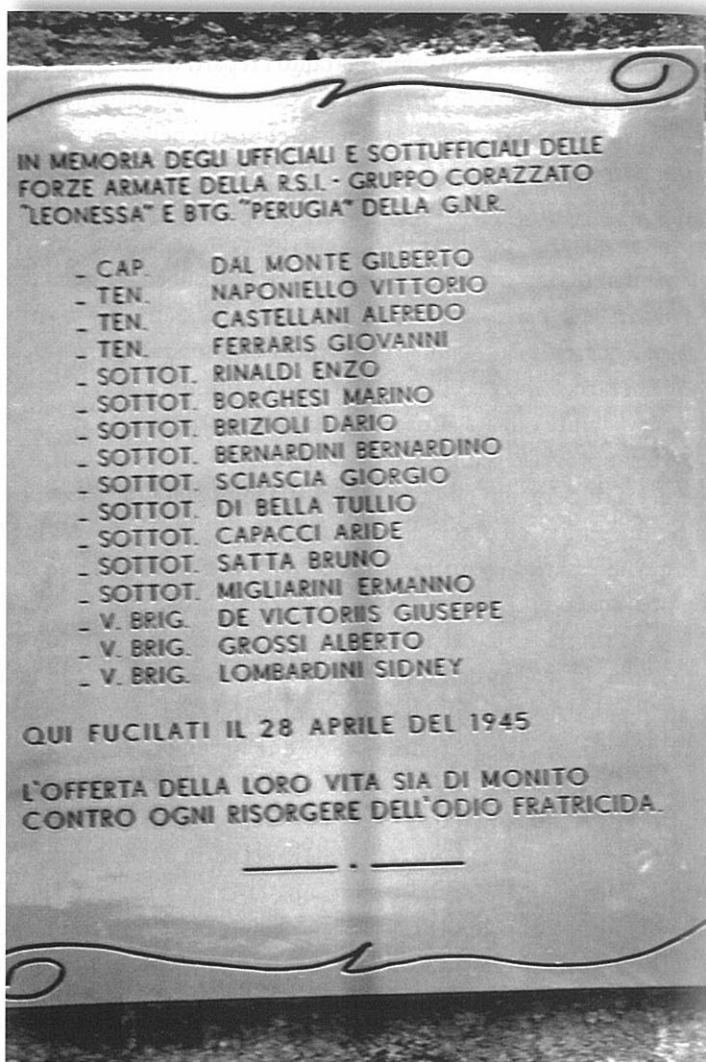 IN MEMORIA DEGLI UFFICIALI E SOTTUFFICIALI DELLE
FORZE ARMATE DELLA R.S.I. - GRUPPO CORAZZATO
"LEONESSA" E BTG. "PERUGIA" DELLA G.N.R.
- CAP. DAL MONTE GILBERTO
- TEN. NAPONIELLO VITTORIO
- TEN. CASTELLANI ALFREDO
- TEN. FERRARIS GIOVANNI
- SOTTOT. RINALDI ENZO
- SOTTOT. BORGHESI MARINO
- SOTTOT. BRIZIOLI DARIO
- SOTTOT. BERNARDINI BERNARDINO
- SOTTOT. SCIASCIA GIORGIO
- SOTTOT. DI BELLA TULLIO
- SOTTOT. CAPACCI ARIDE
- SOTTOT. SATTA BRUNO
- SOTTOT. MIGLIARINI ERMANNO
- V. BRIG. DE VICTORIIS GIUSEPPE
- V. BRIG. GROSSI ALBERTO
- V. BRIG. LOMBARDINI SIDNEY
QUI FUCILATI IL 28 APRILE DEL 1945
L'OFFERTA DELLA LORO VITA SIA DI MONITO
CONTRO OGNI RISORGERE DELL'ODIO FRATRICIDA.